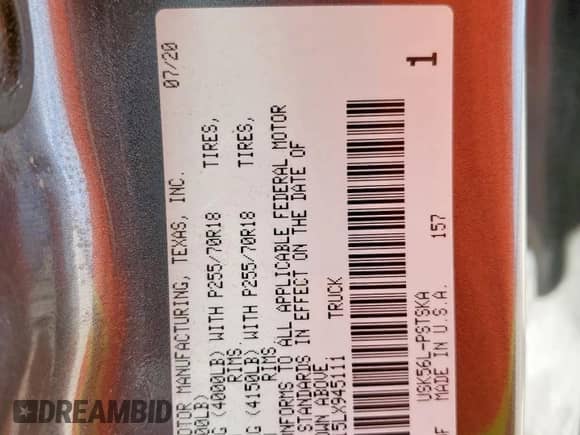 07/20
MOTOR MANUFACTURING, TEXAS, INC.
00LB)
G (4000LB) WITH P255/70R18 TIRES,
RIMS
G (4150LB) WITH P255/70R18 TIRES,
RIMS
NFORMS TO ALL APPLICABLE FEDERAL MOTOR
STANDARDS IN EFFECT ON THE DATE OF
WN ABOVE
5LX945111 TRUCK
1
USK56L-PSTSKA 157
MADE IN U.S.A.
DREAMBID